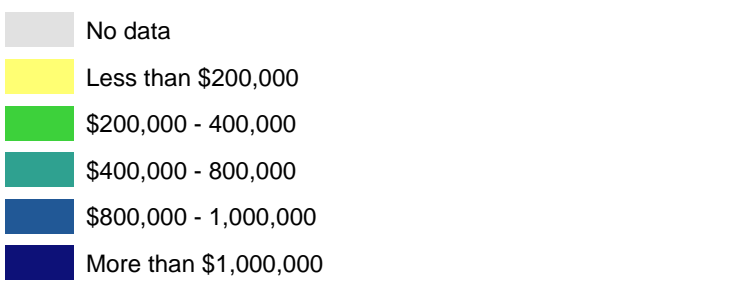 No data
Less than $200,000
$200,000 - 400,000
$400,000 - 800,000
$800,000 - 1,000,000
More than $1,000,000